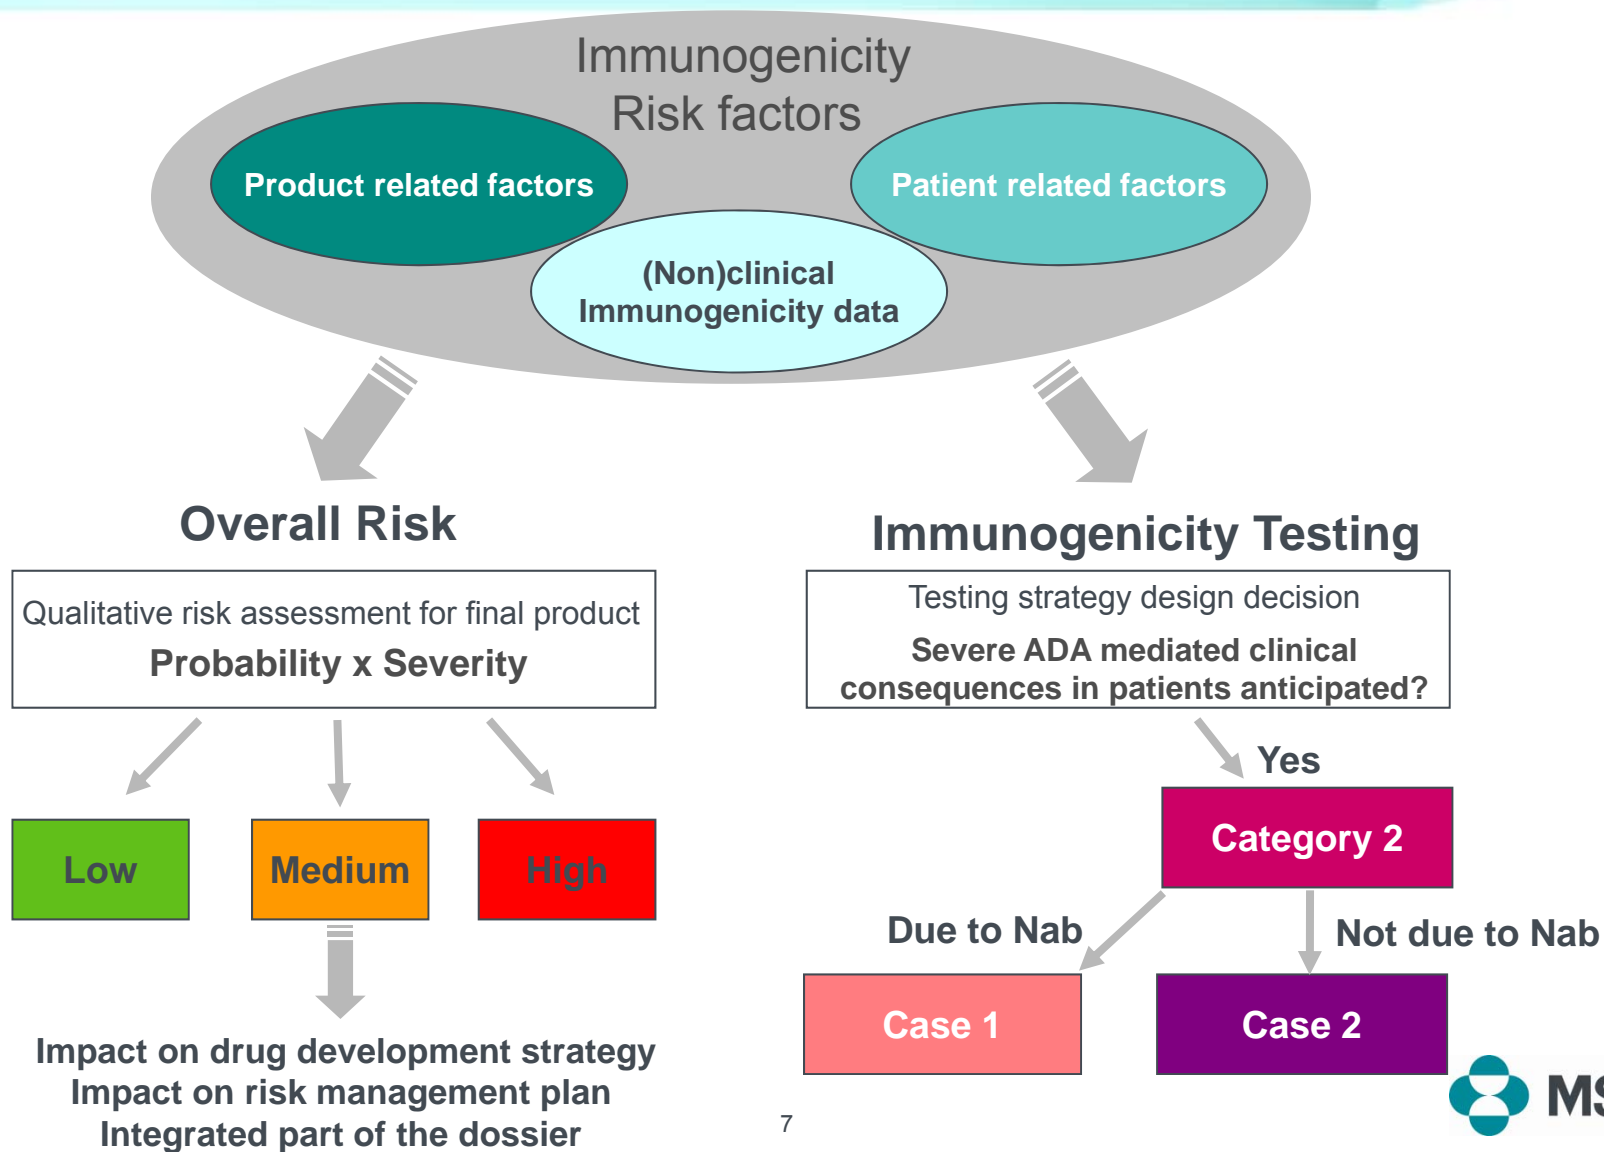 Immunogenicity
Risk factors
Product related factors
Patient related factors
(Non)clinical
Immunogenicity data
Overall Risk
Qualitative risk assessment for final product
Probability x Severity
Low
Medium
High
Impact on drug development strategy
Impact on risk management plan
Integrated part of the dossier
Immunogenicity Testing
Testing strategy design decision
Severe ADA mediated clinical
consequences in patients anticipated?
Yes
Category 2
Due to Nab
Not due to Nab
Case 1
Case 2
7